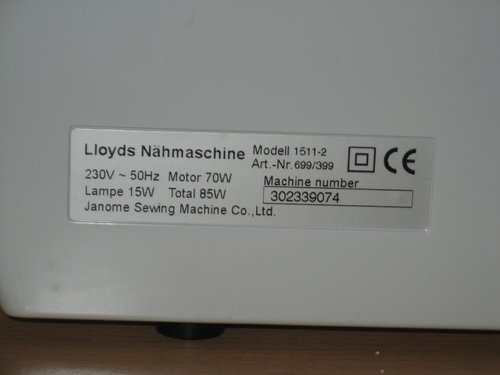 Lloyds Nähmaschine Modell 1511-2
Art.-Nr. 699/399
230V ~ 50Hz Motor 70W Machine number
Lampe 15W Total 85W 302339074
Janome Sewing Machine Co.,Ltd.
CE